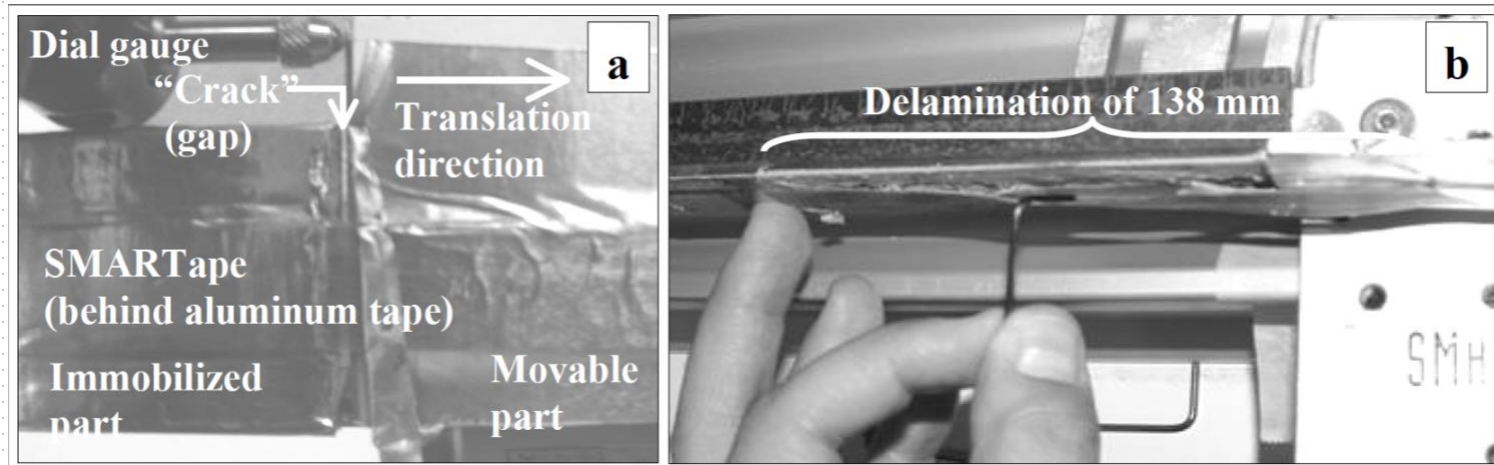 Dial gauge
“Crack”
(gap)
Translation
direction
SMARTape
(behind aluminum tape)
Immobilized
part
Movable
part
a
Delamination of 138 mm
b
SMH